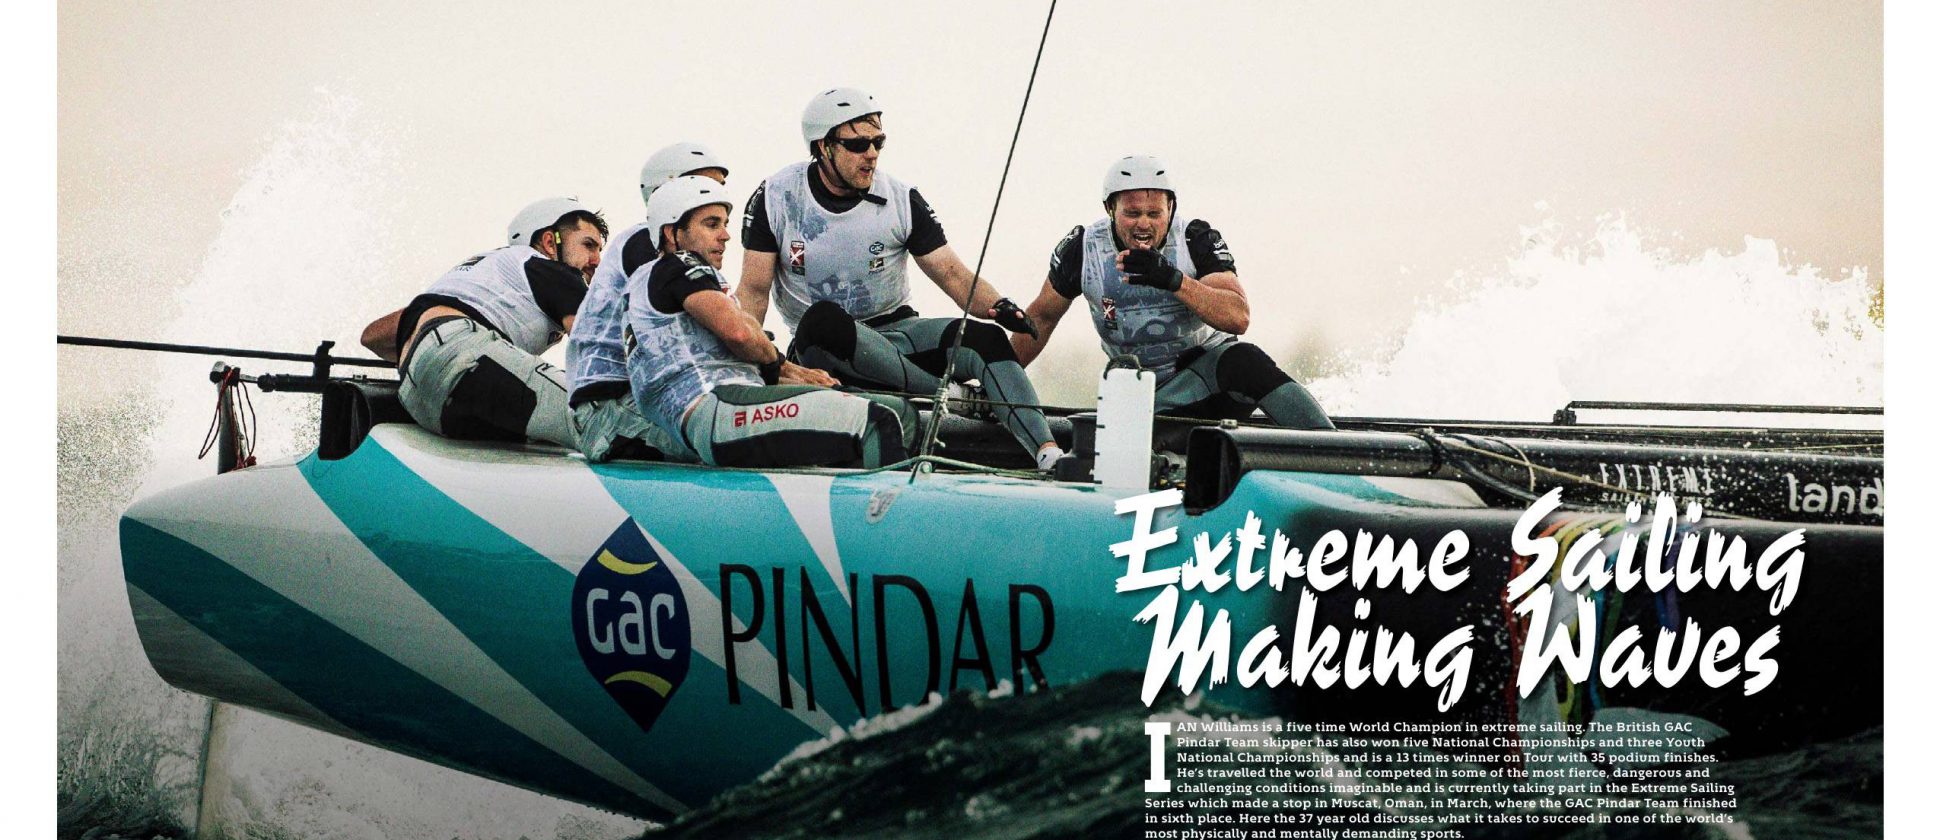 ASKO
EXTREME
SAILING SERIES
land
gac
PINDAR
Extreme Sailing
Making Waves
IAN Williams is a five time World Champion in extreme sailing. The British GAC
Pindar Team skipper has also won five National Championships and three Youth
National Championships and is a 13 times winner on Tour with 35 podium finishes.
He's travelled the world and competed in some of the most fierce, dangerous and
challenging conditions imaginable and is currently taking part in the Extreme Sailing
Series which made a stop in Muscat, Oman, in March, where the GAC Pindar Team finished
in sixth place. Here the 37 year old discusses what it takes to succeed in one of the world's
most physically and mentally demanding sports.